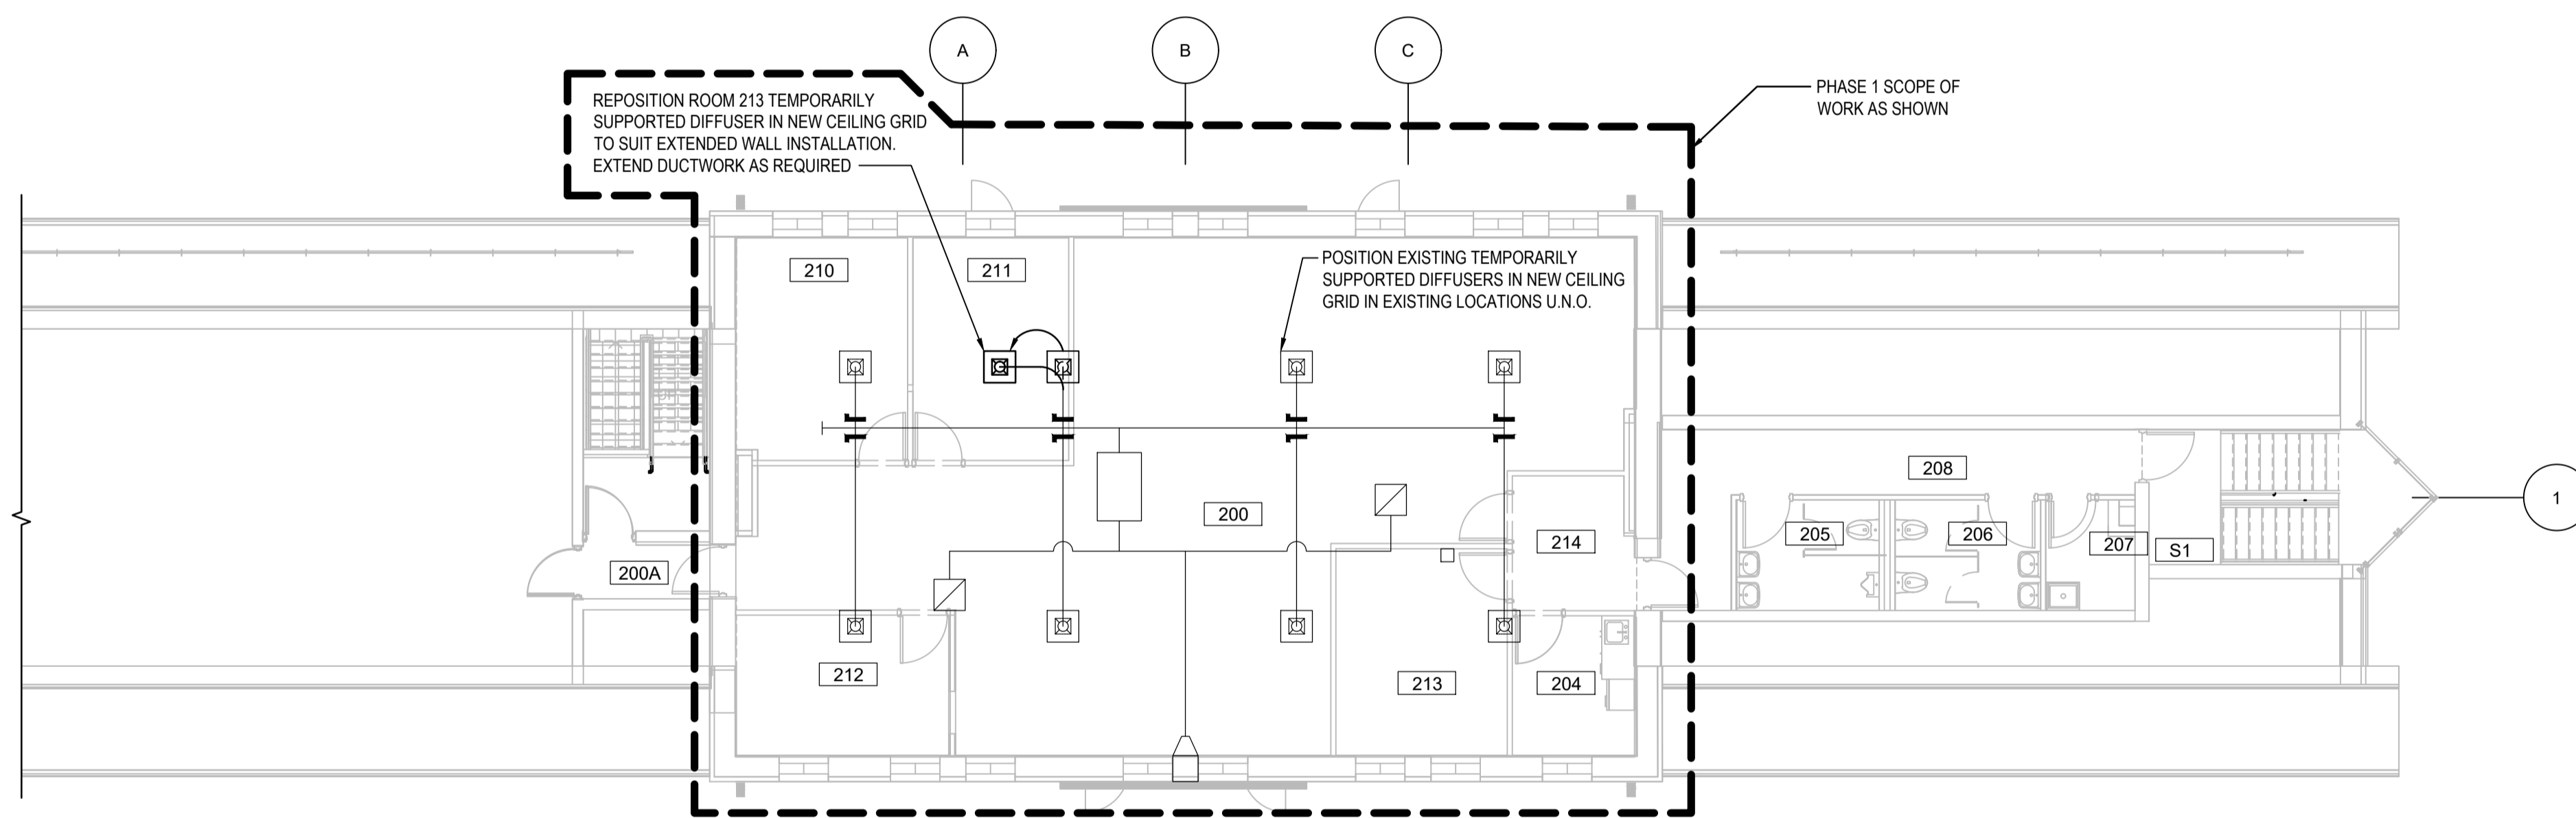 A
B
C
REPOSITION ROOM 213 TEMPORARILY
SUPPORTED DIFFUSER IN NEW CEILING GRID
TO SUIT EXTENDED WALL INSTALLATION.
EXTEND DUCTWORK AS REQUIRED
PHASE 1 SCOPE OF
WORK AS SHOWN
POSITION EXISTING TEMPORARILY
SUPPORTED DIFFUSERS IN NEW CEILING
GRID IN EXISTING LOCATIONS U.N.O.
210
211
208
1
200
205
206
207
S1
214
200A
212
213
204